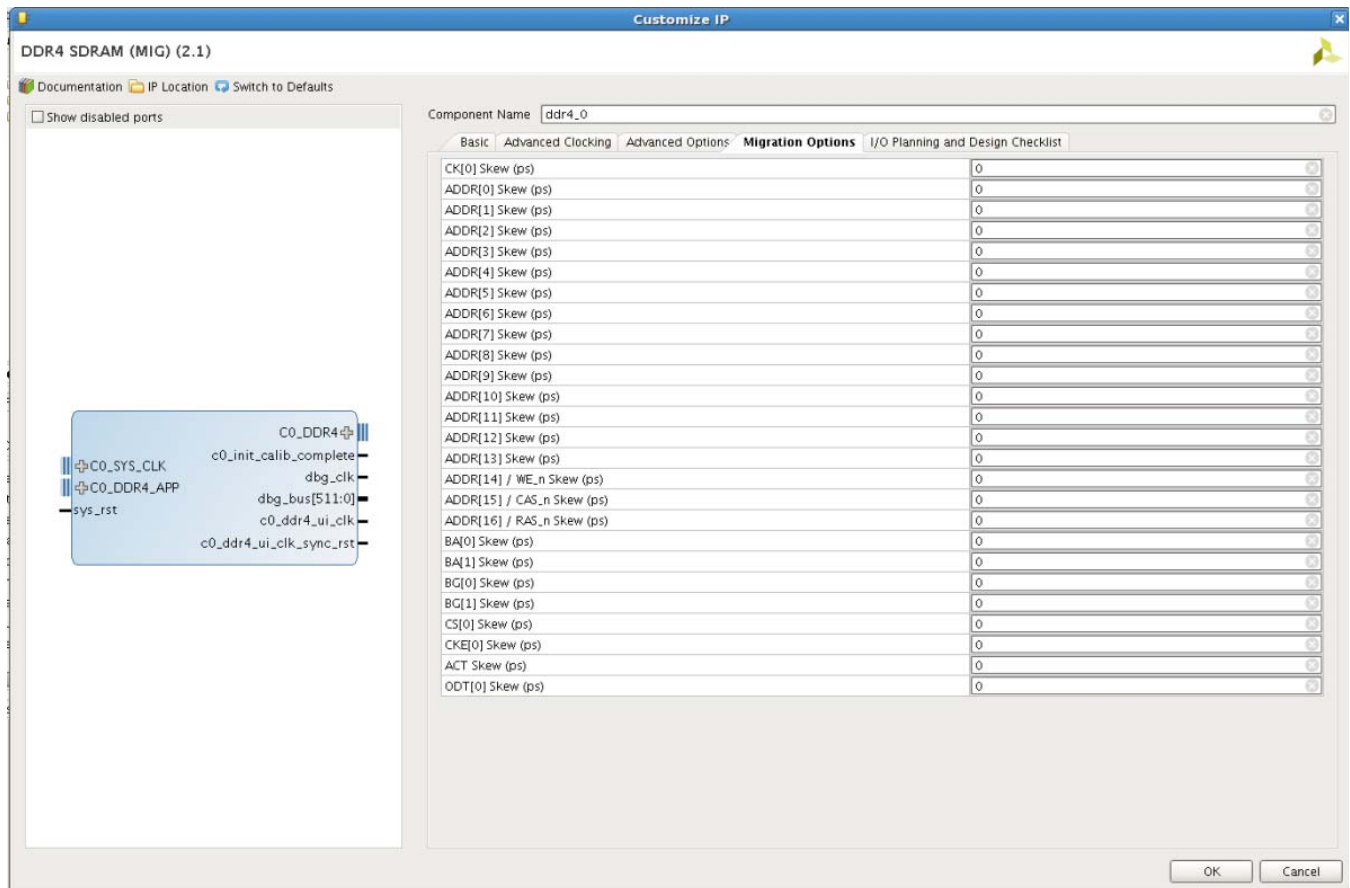 Customize IP
DDR4 SDRAM (MIG) (2.1)
Documentation IP Location Switch to Defaults
Show disabled ports
C0_DDR4
C0_SYS_CLK
c0_init_calib_complete
C0_DDR4_APP
dbg_clk
sys_rst
dbg_bus[511:0]
c0_ddr4_ui_clk
c0_ddr4_ui_clk_sync_rst
Component Name ddr4_0
Basic Advanced Clocking Advanced Options Migration Options I/O Planning and Design Checklist
CK[0] Skew (ps) 0
ADDR[0] Skew (ps) 0
ADDR[1] Skew (ps) 0
ADDR[2] Skew (ps) 0
ADDR[3] Skew (ps) 0
ADDR[4] Skew (ps) 0
ADDR[5] Skew (ps) 0
ADDR[6] Skew (ps) 0
ADDR[7] Skew (ps) 0
ADDR[8] Skew (ps) 0
ADDR[9] Skew (ps) 0
ADDR[10] Skew (ps) 0
ADDR[11] Skew (ps) 0
ADDR[12] Skew (ps) 0
ADDR[13] Skew (ps) 0
ADDR[14] / WE_n Skew (ps) 0
ADDR[15] / CAS_n Skew (ps) 0
ADDR[16] / RAS_n Skew (ps) 0
BA[0] Skew (ps) 0
BA[1] Skew (ps) 0
BG[0] Skew (ps) 0
BG[1] Skew (ps) 0
CS[0] Skew (ps) 0
CKE[0] Skew (ps) 0
ACT Skew (ps) 0
ODT[0] Skew (ps) 0
OK Cancel